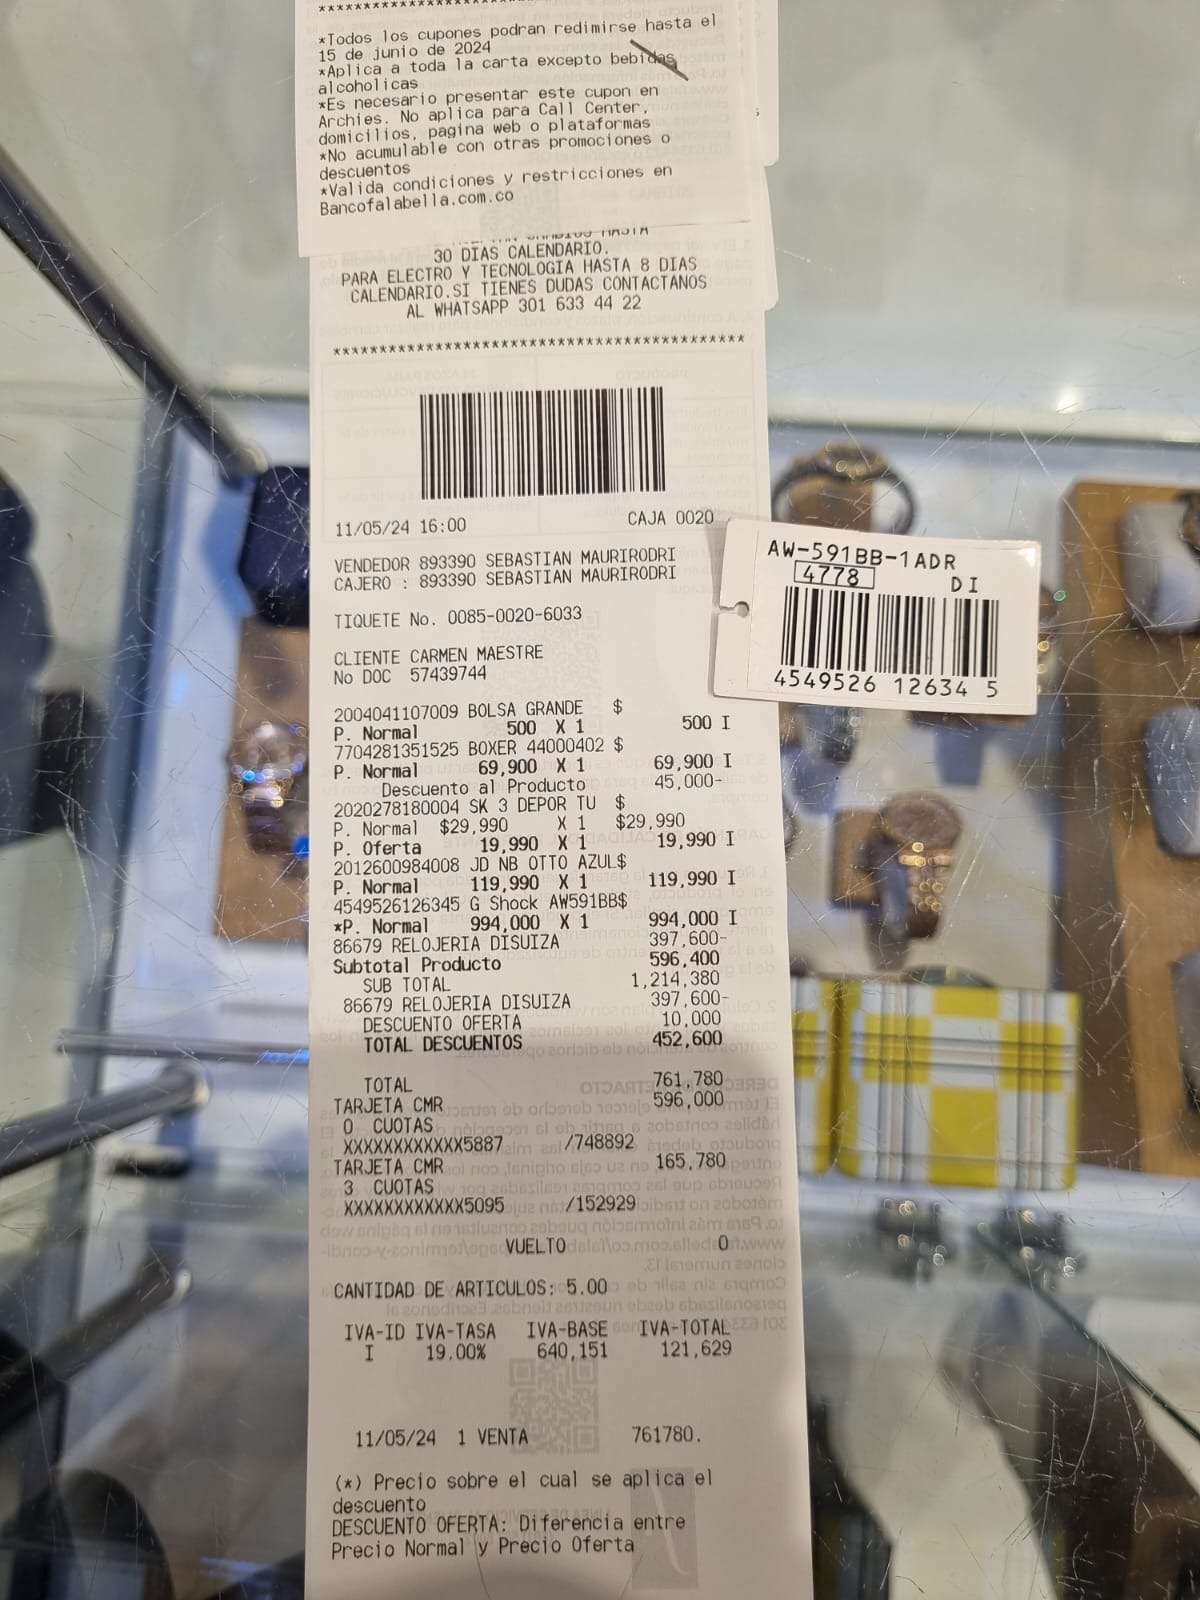 *Todos los cupones podran redimirse hasta el
15 de junio de 2024
*Aplica a toda la carta excepto bebidas
alcoholicas
*Es necesario presentar este cupon en
Archies. No aplica para Call Center,
domicilios, pagina web o plataformas
*No acumulable con otras promociones o
descuentos
*Valida condiciones y restricciones en
Bancofalabella.com.co
30 DIAS CALENDARIO.
PARA ELECTRO Y TECNOLOGIA HASTA 8 DIAS
CALENDARIO.SI TIENES DUDAS CONTACTANOS
AL WHATSAPP 301 633 44 22
*********************************************
11/05/24 16:00 CAJA 0020
VENDEDOR 893390 SEBASTIAN MAURIRODRI
CAJERO : 893390 SEBASTIAN MAURIRODRI
TIQUETE No. 0085-0020-6033
CLIENTE CARMEN MAESTRE
No DOC 57439744
2004041107009 BOLSA GRANDE $
P. Normal 500 X 1 500 I
7704281351525 BOXER 44000402 $
P. Normal 69,900 X 1 69,900 I
Descuento al Producto 45,000-
2020278180004 SK 3 DEPOR TU $
P. Normal $29,990 X 1 $29,990
P. Oferta 19,990 X 1 19,990 I
2012600984008 JD NB OTTO AZUL$
P. Normal 119,990 X 1 119,990 I
4549526126345 G Shock AW591BB$
*P. Normal 994,000 X 1 994,000 I
86679 RELOJERIA DISUIZA 397,600-
Subtotal Producto 596,400
SUB TOTAL 1,214,380
86679 RELOJERIA DISUIZA 397,600-
DESCUENTO OFERTA 10,000
TOTAL DESCUENTOS 452,600
TOTAL 761,780
TARJETA CMR 596,000
0 CUOTAS
XXXXXXXXXXXX5887 /748892
TARJETA CMR 165,780
3 CUOTAS
XXXXXXXXXXXX5095 /152929
VUELTO 0
CANTIDAD DE ARTICULOS: 5.00
IVA-ID IVA-TASA IVA-BASE IVA-TOTAL
I 19.00% 640,151 121,629
11/05/24 1 VENTA 761780.
(*) Precio sobre el cual se aplica el
descuento
DESCUENTO OFERTA: Diferencia entre
Precio Normal y Precio Oferta
AW-591BB-1ADR
4778 DI
4549526 12634 5